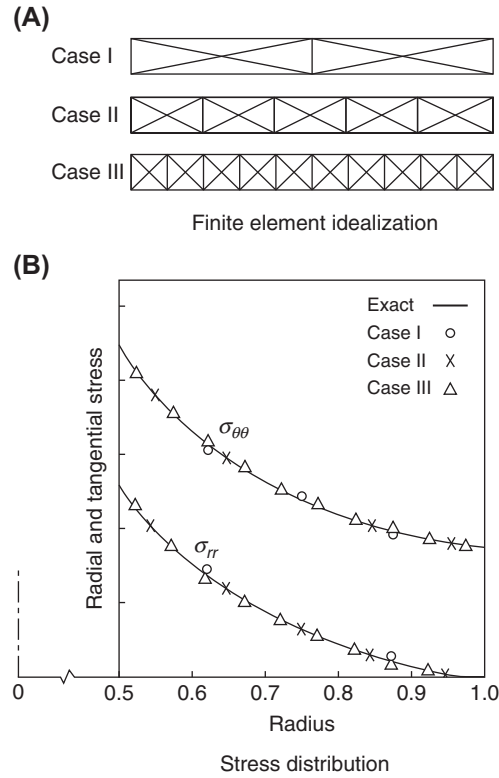 (A)
Case I
Case II
Case III
Finite element idealization
(B)
Exact
Case I
Case II
Case III
σθθ
σrr
Radial and tangential stress
0
0.5
0.6
0.7
0.8
0.9
1.0
Radius
Stress distribution